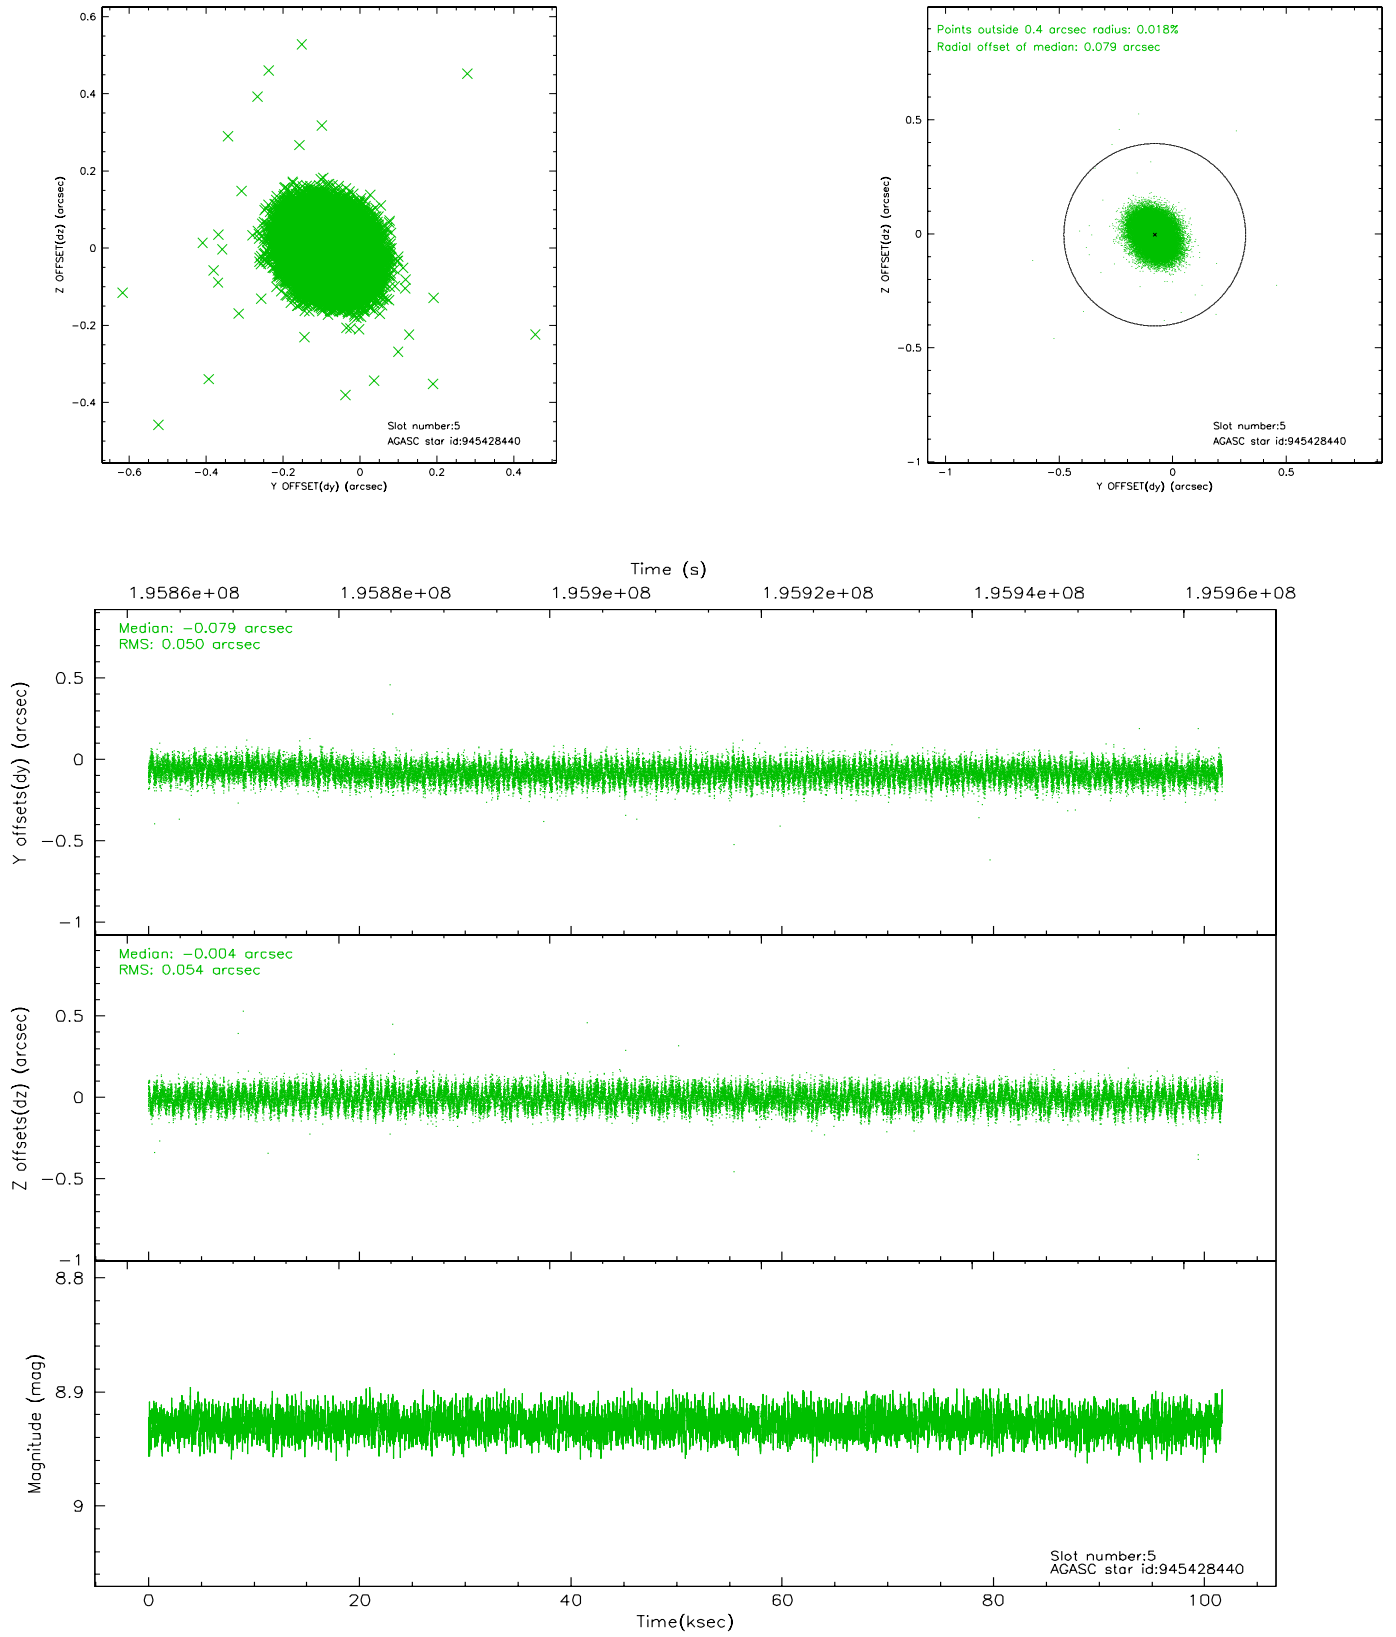 0.6
0.4
0.2
0
−0.2
−0.4
Z OFFSET(dz) (arcsec)
Slot number:5
AGASC star id:945428440
−0.6 −0.4 −0.2 0 0.2 0.4
Y OFFSET(dy) (arcsec)
Points outside 0.4 arcsec radius: 0.018%
Radial offset of median: 0.079 arcsec
0.5
0
−0.5
−1
Z OFFSET(dz) (arcsec)
Slot number:5
AGASC star id:945428440
−1 −0.5 0 0.5
Y OFFSET(dy) (arcsec)
Time (s)
1.9586e+08 1.9588e+08 1.959e+08 1.9592e+08 1.9594e+08 1.9596e+08
Median: −0.079 arcsec
RMS: 0.050 arcsec
0.5
0
−0.5
−1
Y offsets(dy) (arcsec)
Median: −0.004 arcsec
RMS: 0.054 arcsec
0.5
0
−0.5
−1
Z offsets(dz) (arcsec)
8.8
8.9
9
Magnitude (mag)
Slot number:5
AGASC star id:945428440
0 20 40 60 80 100
Time(ksec)